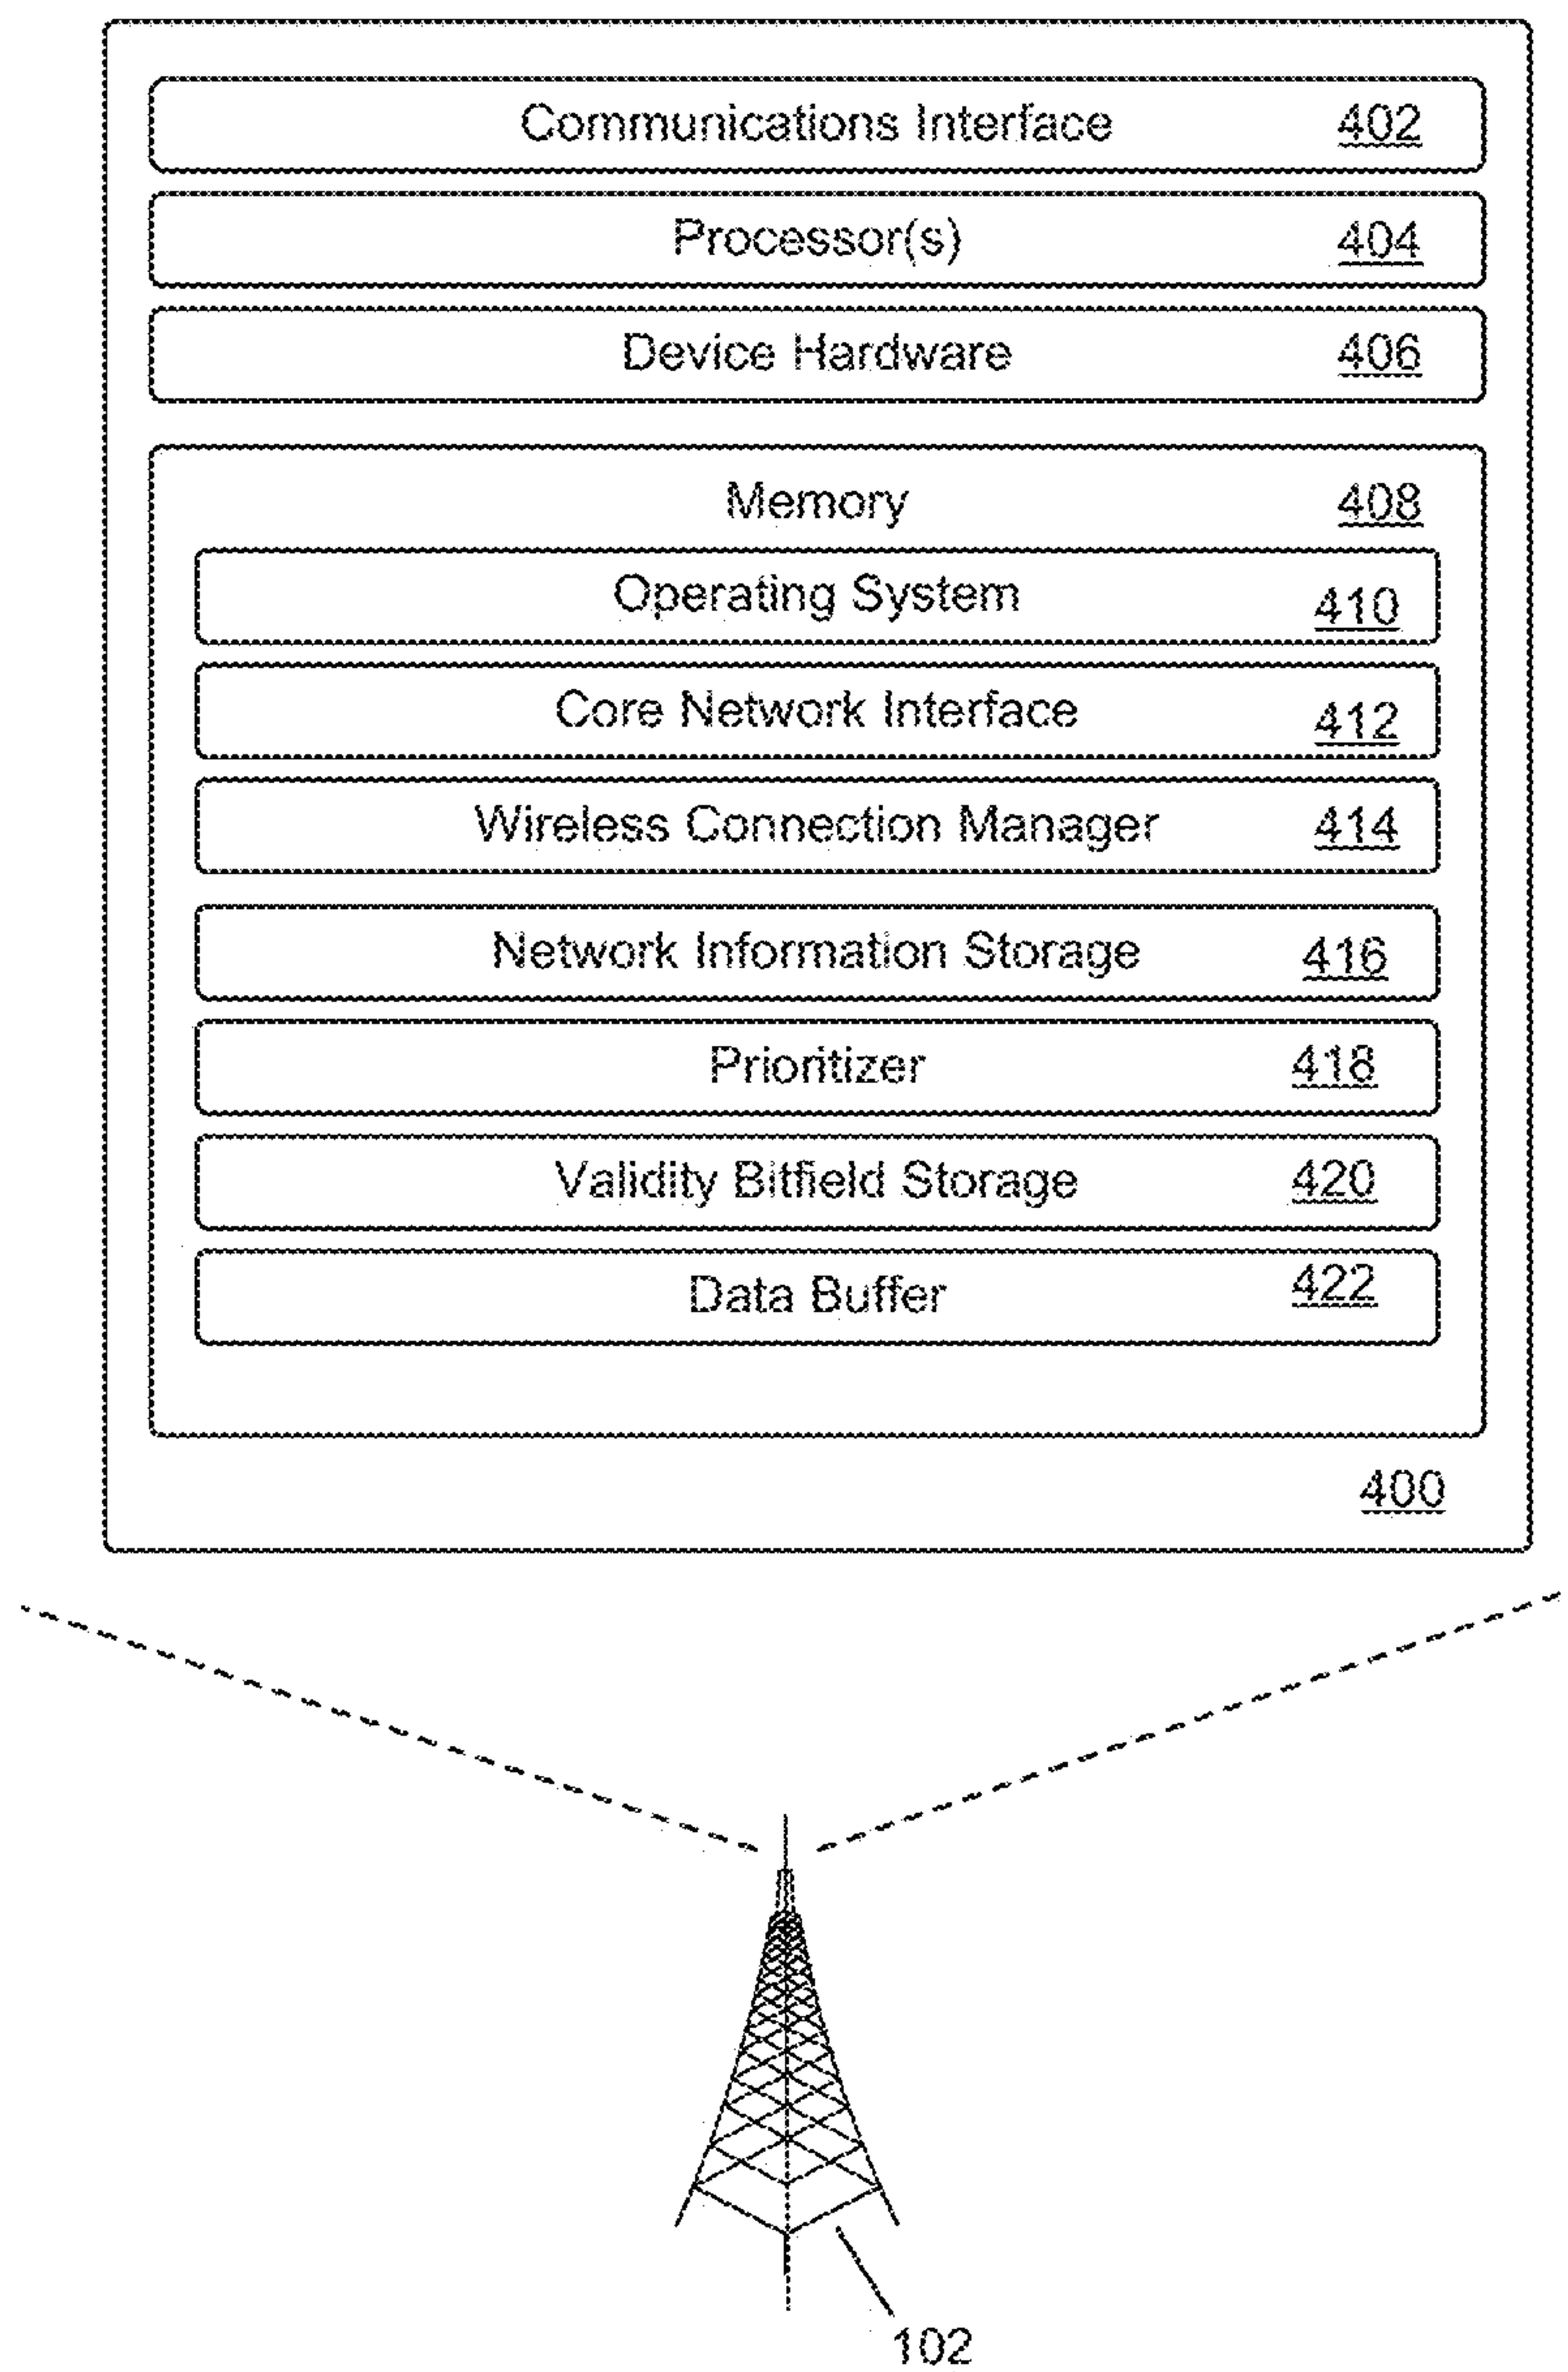 Communications Interface 402
Processor(s) 404
Device Hardware 406
Memory 408
Operating System 410
Core Network Interface 412
Wireless Connection Manager 414
Network Information Storage 416
Prioritizer 418
Validity Bitfield Storage 420
Data Buffer 422
400
102